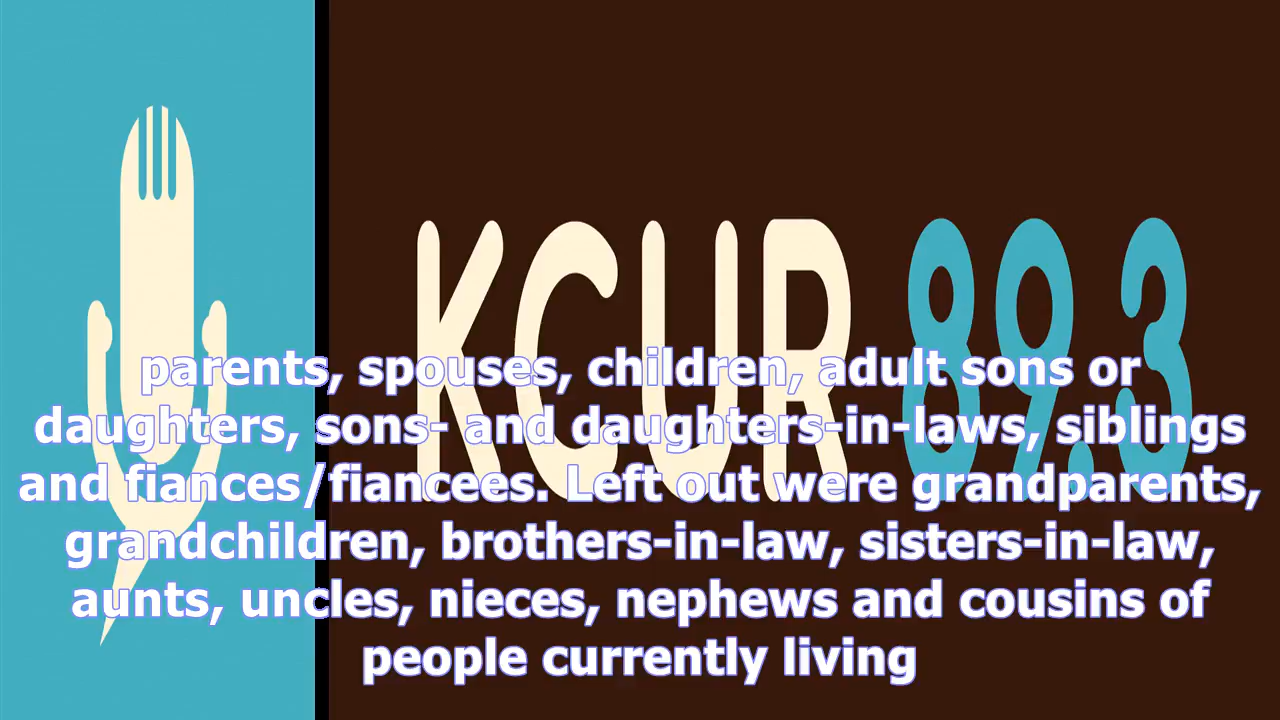 KCUR 89.3
parents, spouses, children, adult sons or
daughters, sons- and daughters-in-laws, siblings
and fiances/fiancees. Left out were grandparents,
grandchildren, brothers-in-law, sisters-in-law,
aunts, uncles, nieces, nephews and cousins of
people currently living